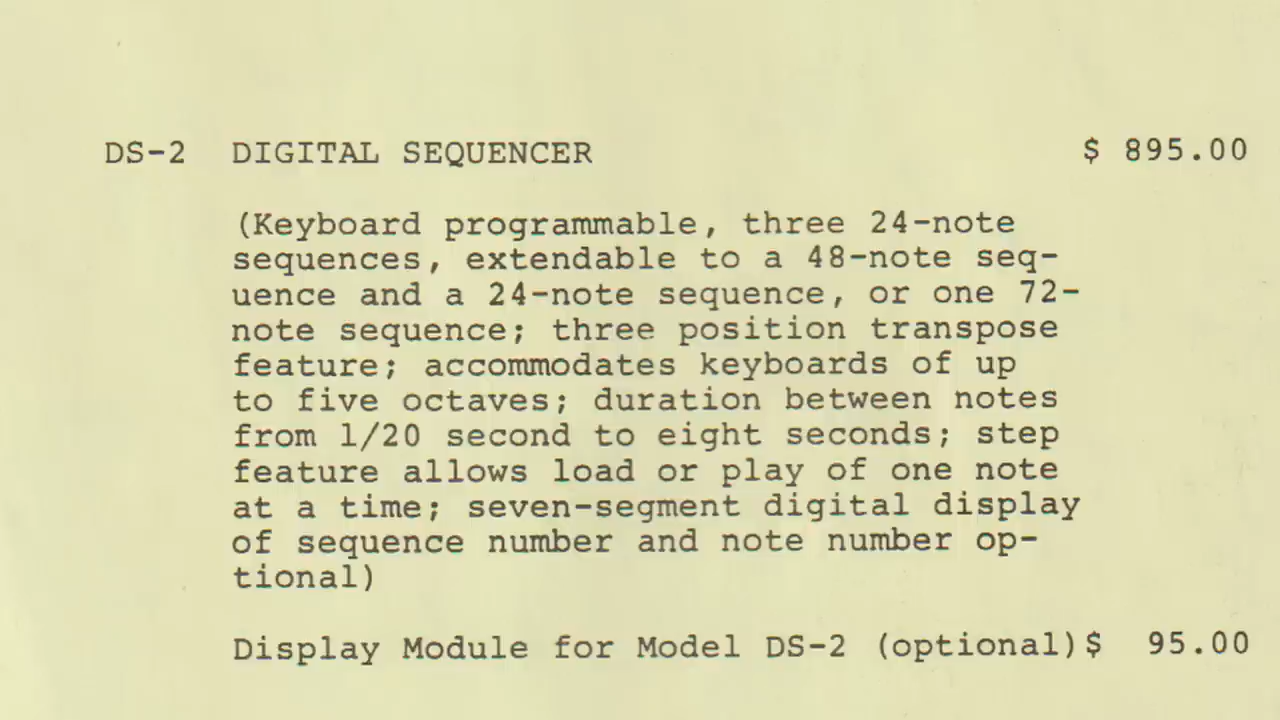 DS-2 DIGITAL SEQUENCER $ 895.00
(Keyboard programmable, three 24-note
sequences, extendable to a 48-note seq-
uence and a 24-note sequence, or one 72-
note sequence; three position transpose
feature; accommodates keyboards of up
to five octaves; duration between notes
from 1/20 second to eight seconds; step
feature allows load or play of one note
at a time; seven-segment digital display
of sequence number and note number op-
tional)
Display Module for Model DS-2 (optional) $ 95.00